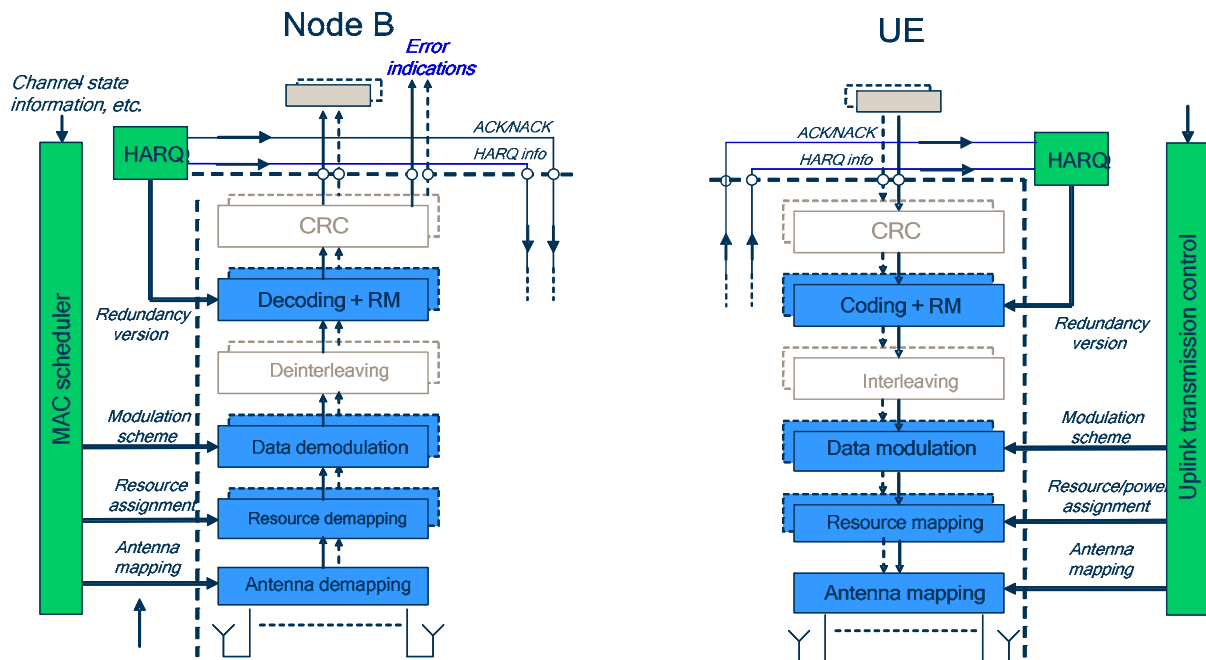 Node B
UE
Error
indications
Channel state
information, etc.
ACK/NACK
HARQ info
HARQ
CRC
Decoding + RM
Redundancy
version
Deinterleaving
MAC scheduler
Modulation
scheme
Data demodulation
Resource
assignment
Resource demapping
Antenna
mapping
Antenna demapping
ACK/NACK
HARQ info
HARQ
CRC
Coding + RM
Redundancy
version
Interleaving
Uplink transmission control
Modulation
scheme
Data modulation
Resource/power
assignment
Resource mapping
Antenna
mapping
Antenna mapping